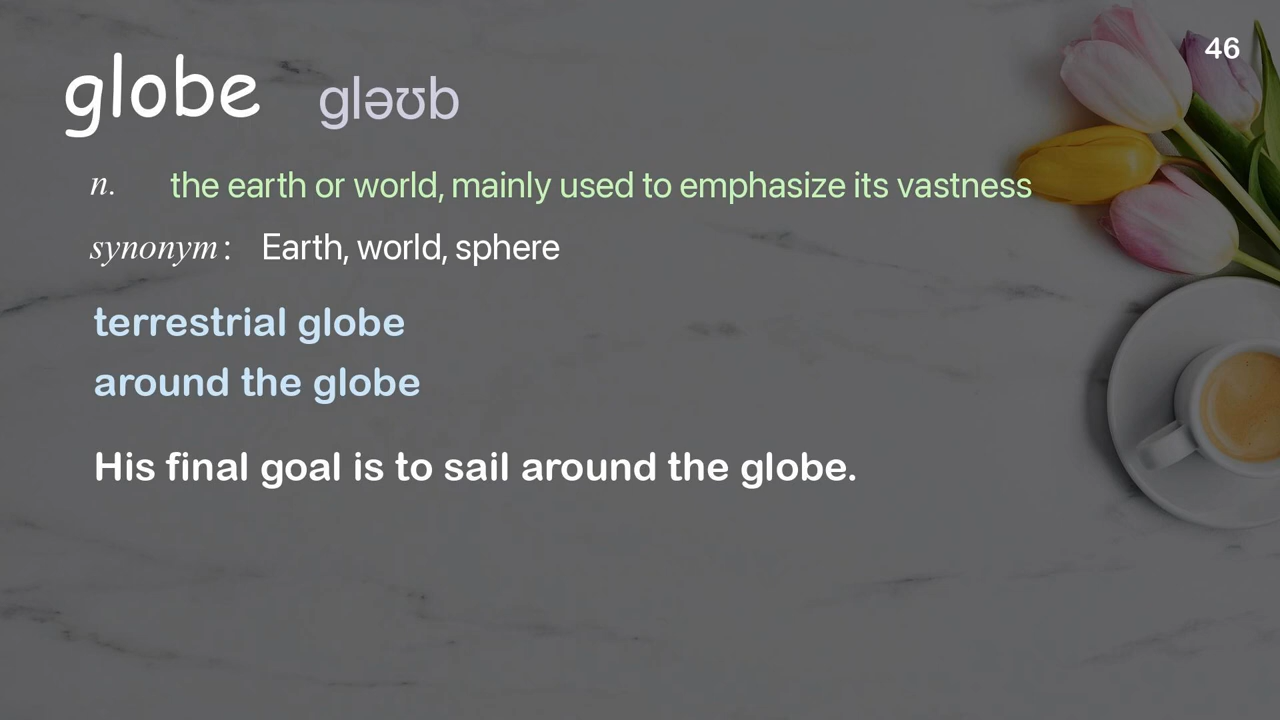 46
globe gləʊb
n. the earth or world, mainly used to emphasize its vastness
synonym: Earth, world, sphere
terrestrial globe
around the globe
His final goal is to sail around the globe.